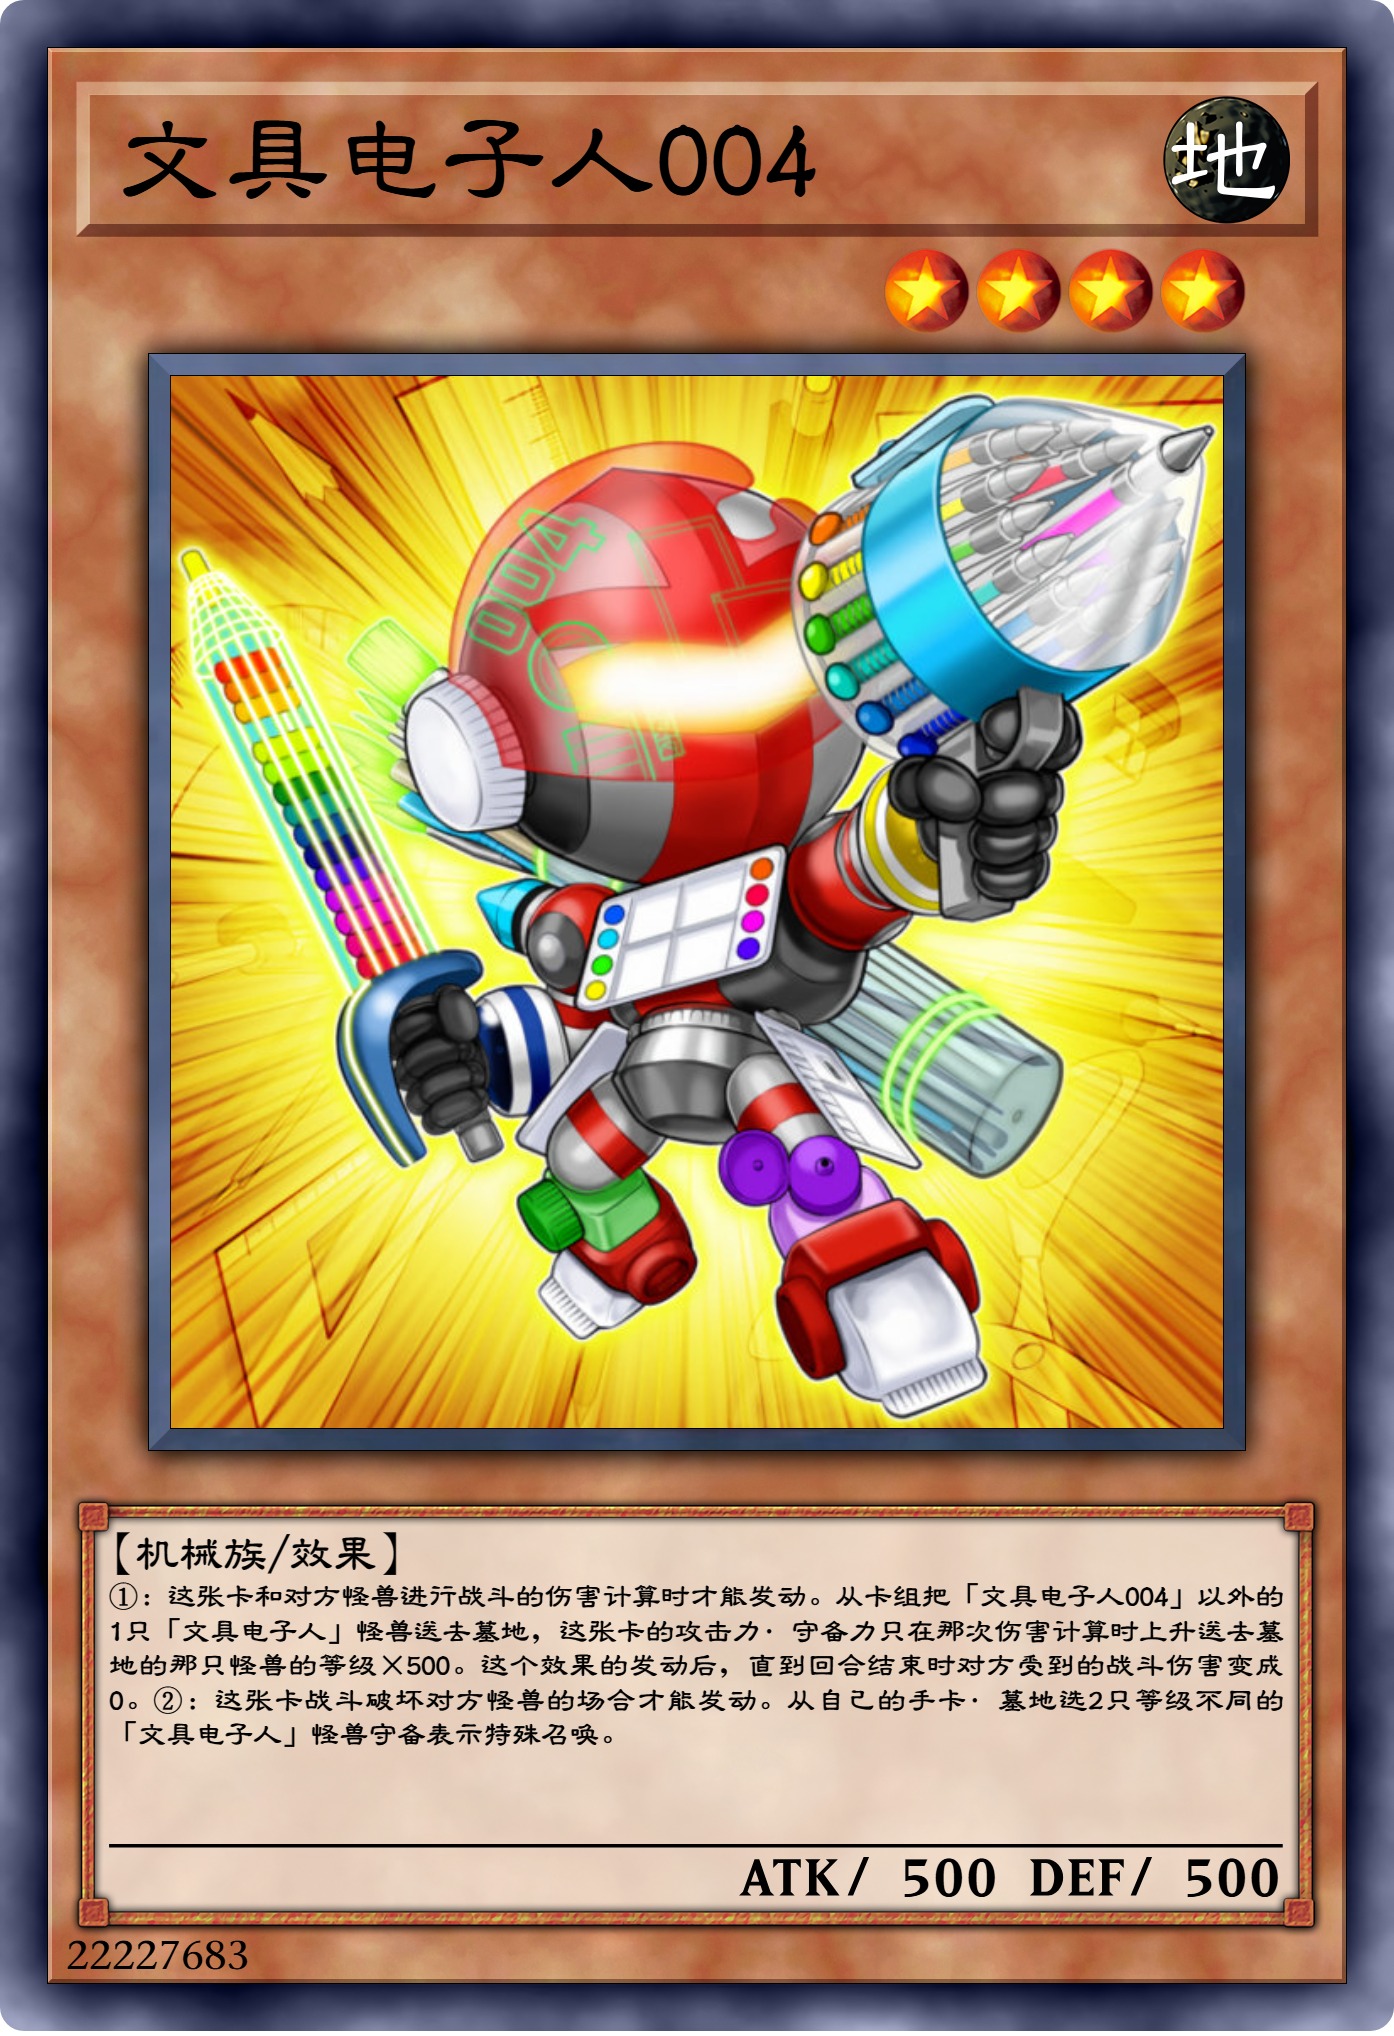 文具电子人004
地
004
【机械族/效果】
①：这张卡和对方怪兽进行战斗的伤害计算时才能发动。从卡组把「文具电子人004」以外的
1只「文具电子人」怪兽送去墓地，这张卡的攻击力·守备力只在那次伤害计算时上升送去墓
地的那只怪兽的等级×500。这个效果的发动后，直到回合结束时对方受到的战斗伤害变成
0。②：这张卡战斗破坏对方怪兽的场合才能发动。从自己的手卡·墓地选2只等级不同的
「文具电子人」怪兽守备表示特殊召唤。
ATK/ 500 DEF/ 500
22227683